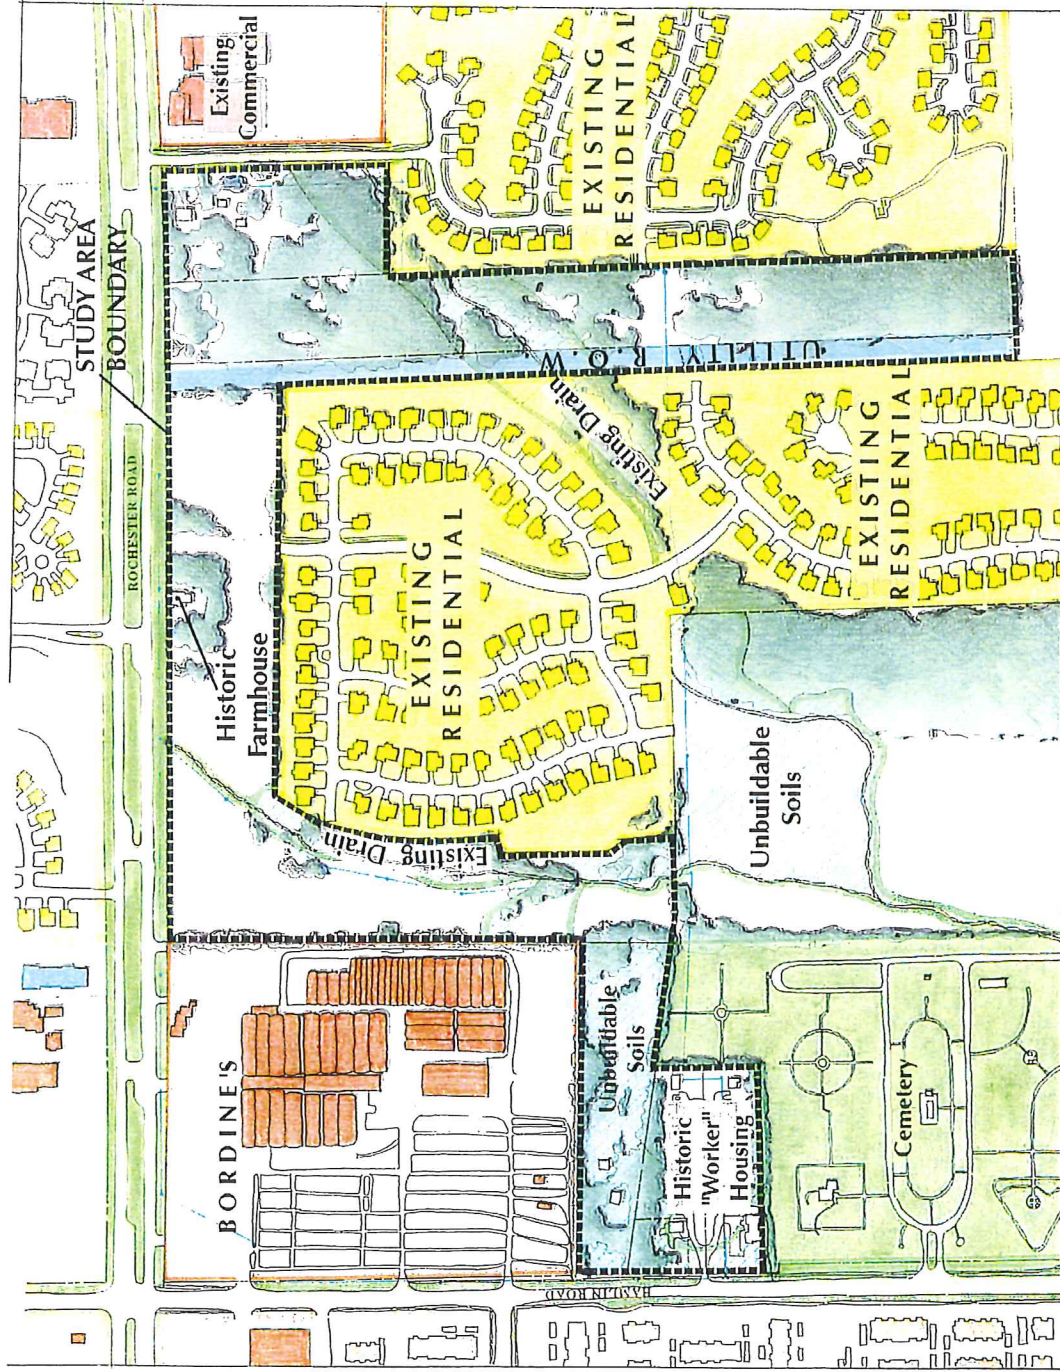 Existing
Commercial
STUDY AREA
BOUNDARY
EXISTING
RESIDENTIAL
ROCHESTER ROAD
UTILITY R.O.W.
Existing Drain
Historic
Farmhouse
EXISTING
RESIDENTIAL
EXISTING
RESIDENTIAL
Existing Drain
Unbuildable
Soils
BORDINE'S
Unbuildable
Soils
Historic
"Worker"
Housing
Cemetery
HAMLIN ROAD